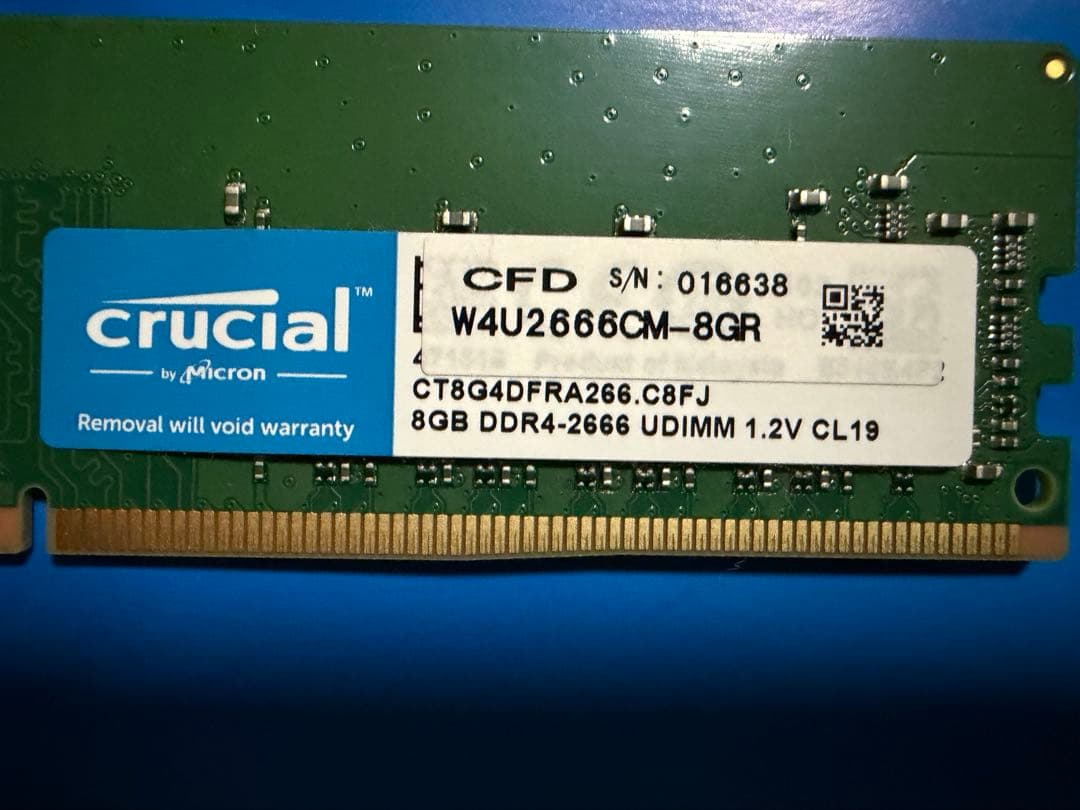 crucial™
by Micron
Removal will void warranty
CFD S/N: 016638
W4U2666CM-8GR
CT8G4DFRA266.C8FJ
8GB DDR4-2666 UDIMM 1.2V CL19